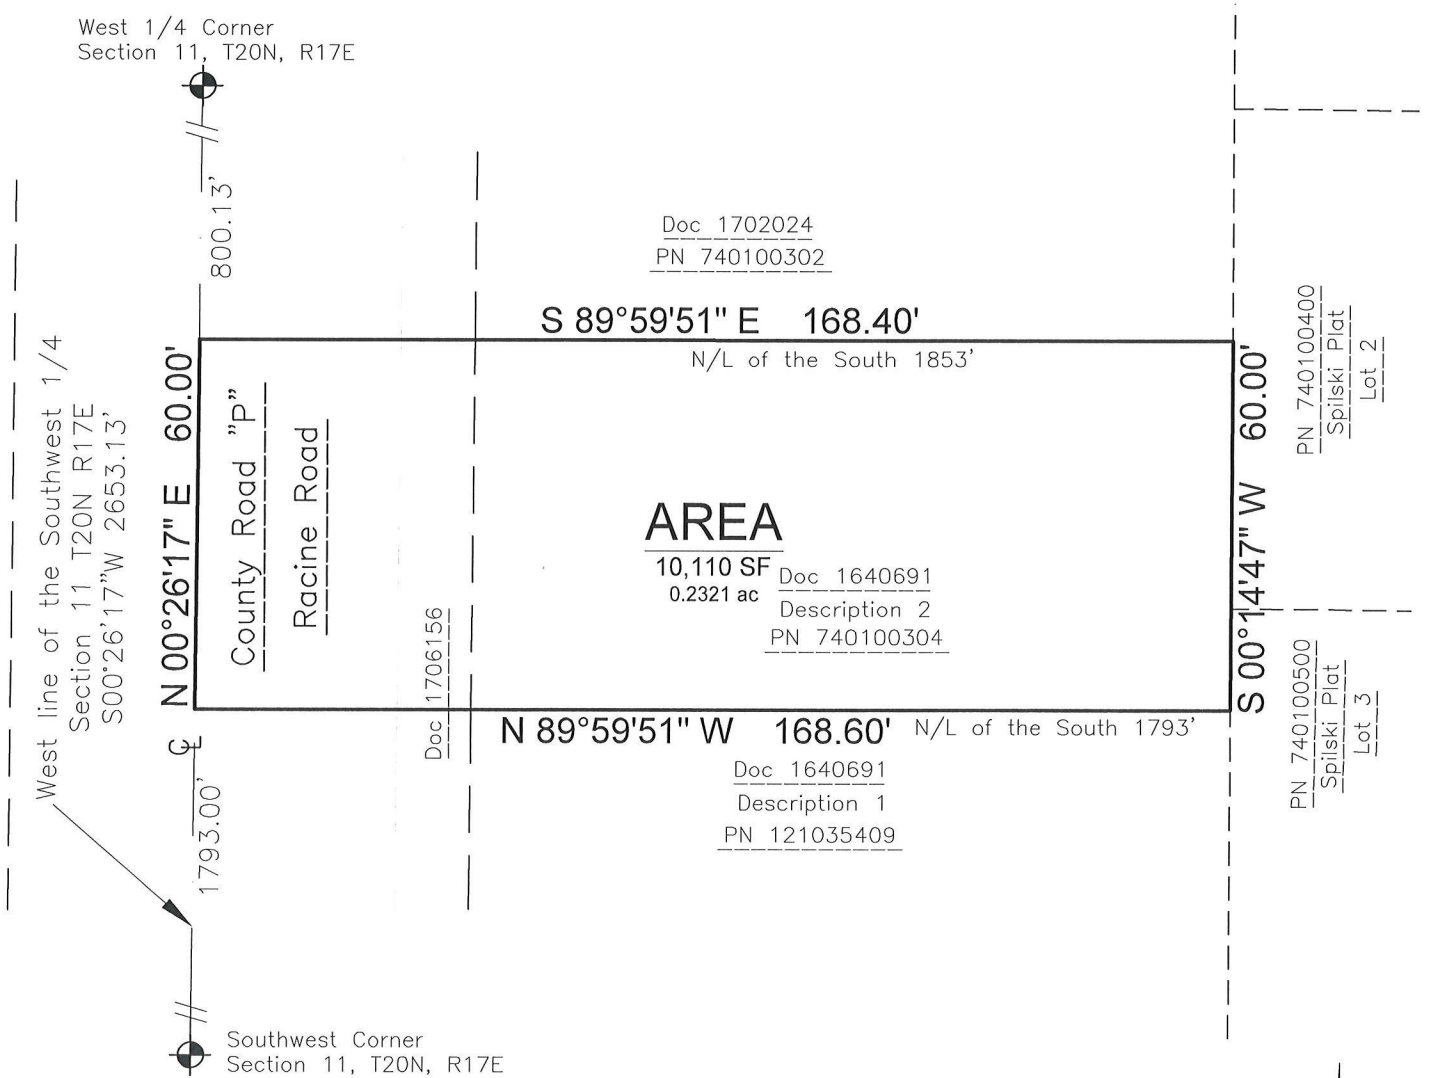 West 1/4 Corner
Section 11, T20N, R17E
800.13'
Doc 1702024
PN 740100302
S 89°59'51" E 168.40'
N/L of the South 1853'
West line of the Southwest 1/4
Section 11 T20N R17E
S00°26'17"W 2653.13'
N 00°26'17" E 60.00'
County Road "P"
Racine Road
Doc 1706156
AREA
10,110 SF
0.2321 ac
Doc 1640691
Description 2
PN 740100304
S 00°14'47" W 60.00'
PN 740100400
Spilski Plat
Lot 2
PN 740100500
Spilski Plat
Lot 3
N 89°59'51" W 168.60'
N/L of the South 1793'
Doc 1640691
Description 1
PN 121035409
℄
1793.00'
Southwest Corner
Section 11, T20N, R17E